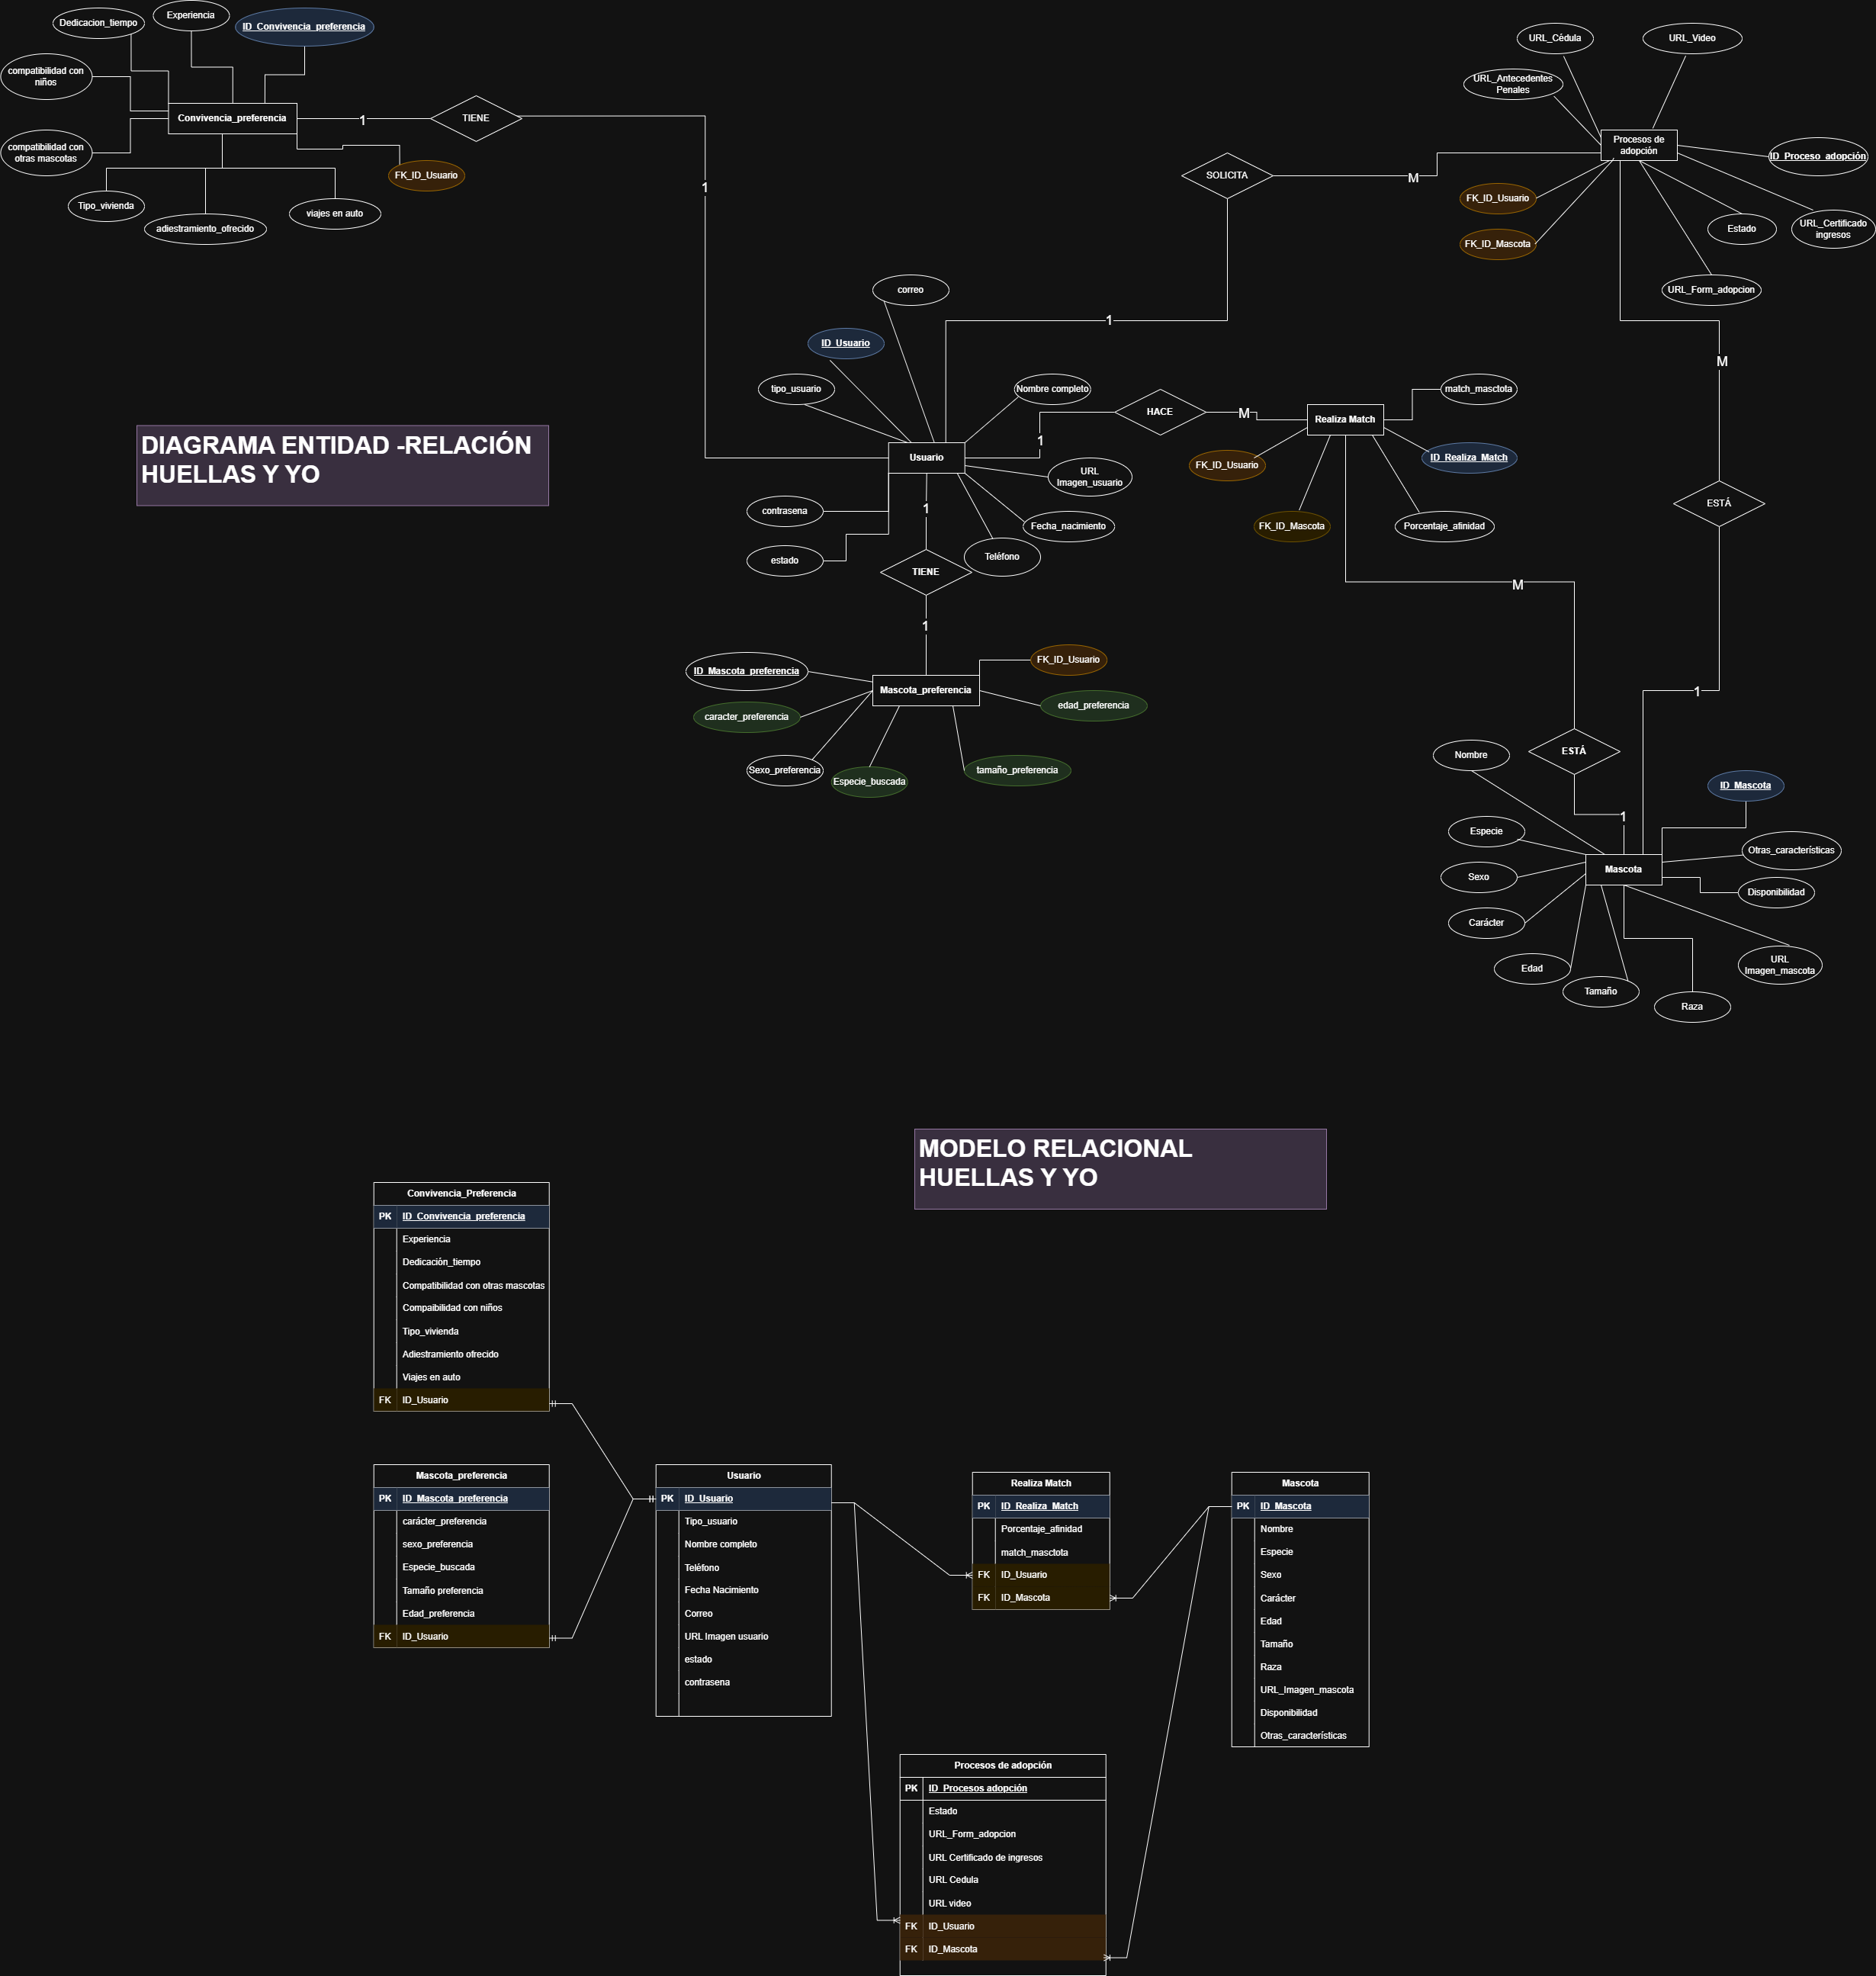 Dedicacion_tiempo
Experiencia
ID_Convivencia_preferencia
compatibilidad con
niños
Convivencia_preferencia
1
TIENE
compatibilidad con
otras mascotas
FK_ID_Usuario
Tipo_vivienda
adiestramiento_ofrecido
viajes en auto
1
URL_Cédula
URL_Video
URL_Antecedentes
Penales
Procesos de
adopción
ID_Proceso_adopción
SOLICITA
M
FK_ID_Usuario
FK_ID_Mascota
Estado
URL_Certificado
ingresos
URL_Form_adopcion
1
M
correo
ID_Usuario
tipo_usuario
Nombre completo
HACE
M
1
Realiza Match
match_masctota
ID_Realiza_Match
FK_ID_Usuario
FK_ID_Mascota
Porcentaje_afinidad
Usuario
URL
Imagen_usuario
contrasena
1
Fecha_nacimiento
estado
Teléfono
TIENE
1
ESTÁ
M
DIAGRAMA ENTIDAD -RELACIÓN
HUELLAS Y YO
ID_Mascota_preferencia
FK_ID_Usuario
Mascota_preferencia
caracter_preferencia
edad_preferencia
Sexo_preferencia
Especie_buscada
tamaño_preferencia
1
ESTÁ
Nombre
ID_Mascota
1
Especie
Otras_características
Mascota
Sexo
Disponibilidad
Carácter
Edad
URL
Imagen_mascota
Tamaño
Raza
MODELO RELACIONAL
HUELLAS Y YO
Convivencia_Preferencia
PK ID_Convivencia_preferencia
Experiencia
Dedicación_tiempo
Compatibilidad con otras mascotas
Compaibilidad con niños
Tipo_vivienda
Adiestramiento ofrecido
Viajes en auto
FK ID_Usuario
Mascota_preferencia
PK ID_Mascota_preferencia
carácter_preferencia
sexo_preferencia
Especie_buscada
Tamaño preferencia
Edad_preferencia
FK ID_Usuario
Usuario
PK ID_Usuario
Tipo_usuario
Nombre completo
Teléfono
Fecha Nacimiento
Correo
URL Imagen usuario
estado
contrasena
Realiza Match
PK ID_Realiza_Match
Porcentaje_afinidad
match_masctota
FK ID_Usuario
FK ID_Mascota
Mascota
PK ID_Mascota
Nombre
Especie
Sexo
Carácter
Edad
Tamaño
Raza
URL_Imagen_mascota
Disponibilidad
Otras_características
Procesos de adopción
PK ID_Procesos adopción
Estado
URL_Form_adopcion
URL Certificado de ingresos
URL Cedula
URL video
FK ID_Usuario
FK ID_Mascota